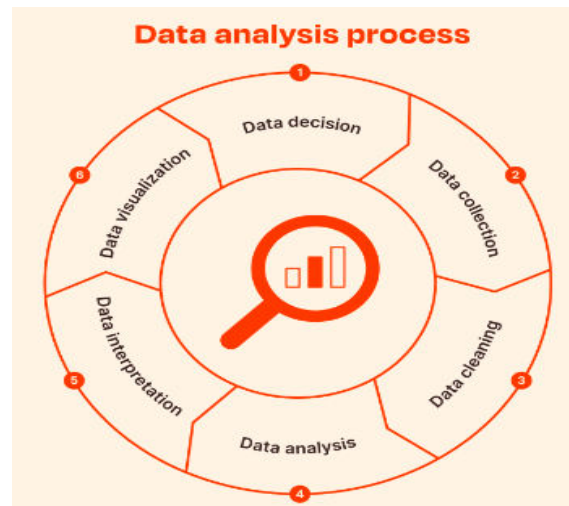 Data analysis process
1
Data decision
2
Data collection
3
Data cleaning
4
Data analysis
5
Data interpretation
6
Data visualization